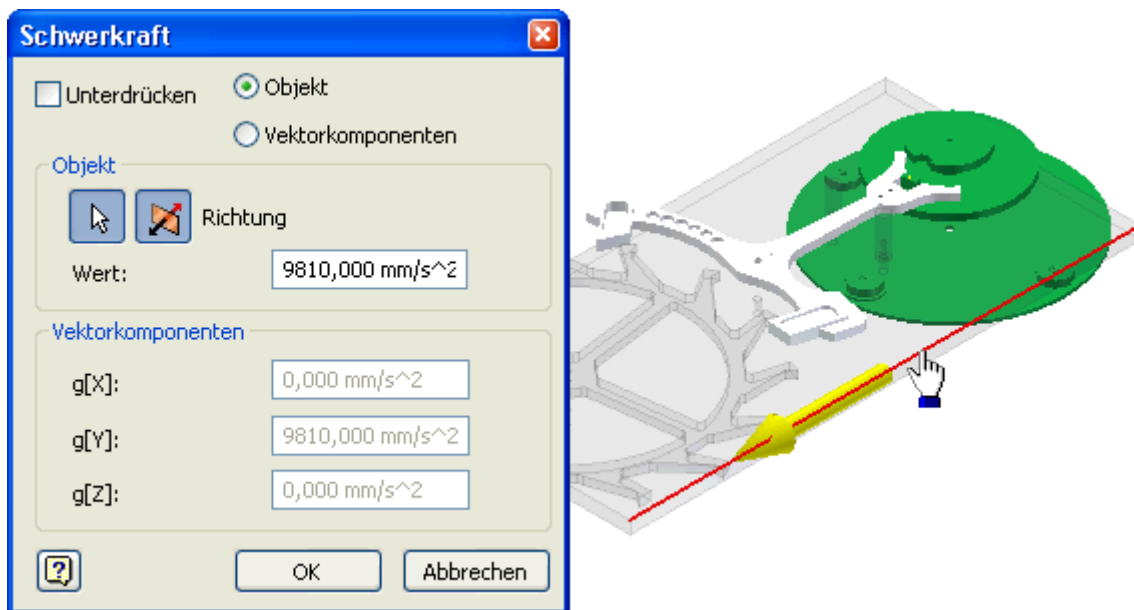 Schwerkraft
Unterdrücken
Objekt
Vektorkomponenten
Objekt
Richtung
Wert: 9810,000 mm/s^2
Vektorkomponenten
g[X]: 0,000 mm/s^2
g[Y]: 9810,000 mm/s^2
g[Z]: 0,000 mm/s^2
? OK Abbrechen